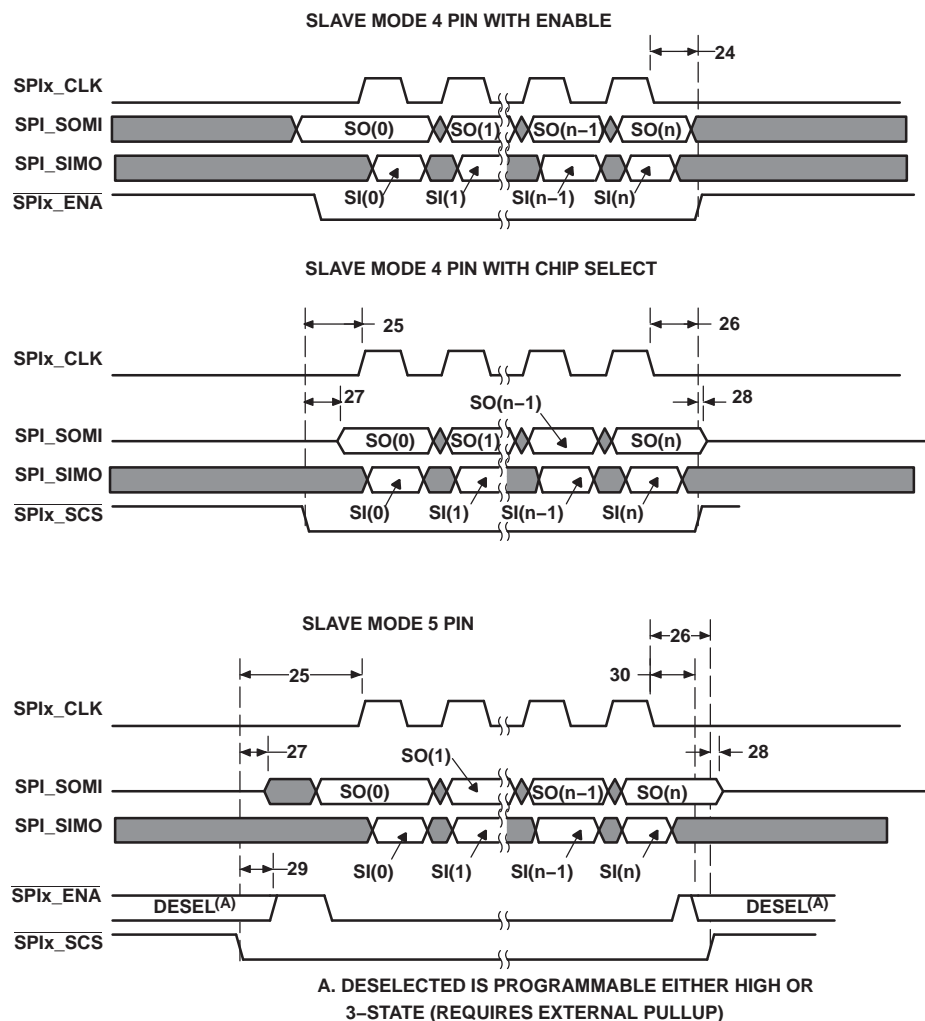 SLAVE MODE 4 PIN WITH ENABLE
24
SPIx_CLK
SPI_SOMI
SO(0)
SO(1)
SO(n−1)
SO(n)
SPI_SIMO
SI(0)
SI(1)
SI(n−1)
SI(n)
SPIx_ENA
SLAVE MODE 4 PIN WITH CHIP SELECT
25
26
SPIx_CLK
27
SO(n−1)
28
SPI_SOMI
SO(0)
SO(1)
SO(n)
SPI_SIMO
SI(0)
SI(1)
SI(n−1)
SI(n)
SPIx_SCS
SLAVE MODE 5 PIN
26
25
30
SPIx_CLK
27
SO(1)
28
SPI_SOMI
SO(0)
SO(n−1)
SO(n)
SPI_SIMO
29
SI(0)
SI(1)
SI(n−1)
SI(n)
SPIx_ENA
DESEL(A)
DESEL(A)
SPIx_SCS
A. DESELECTED IS PROGRAMMABLE EITHER HIGH OR
3−STATE (REQUIRES EXTERNAL PULLUP)